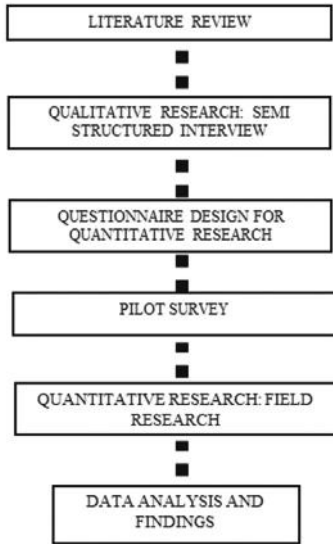 LITERATURE REVIEW
QUALITATIVE RESEARCH: SEMI
STRUCTURED INTERVIEW
QUESTIONNAIRE DESIGN FOR
QUANTITATIVE RESEARCH
PILOT SURVEY
QUANTITATIVE RESEARCH: FIELD
RESEARCH
DATA ANALYSIS AND
FINDINGS